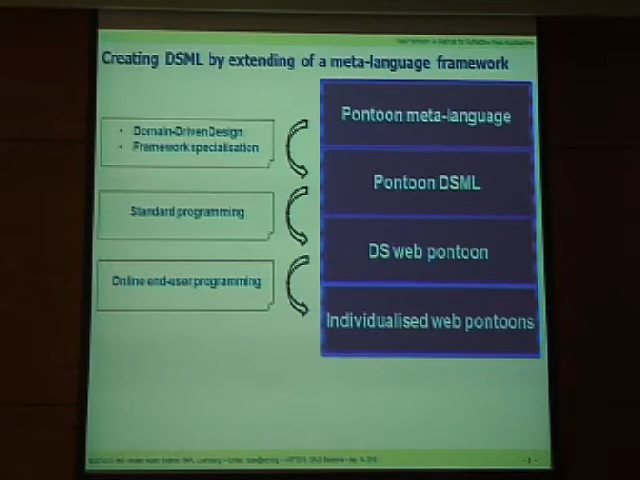 Creating DSML by extending of a meta-language framework
• Domain-Driven Design
• Framework specialisation
Standard programming
Online end-user programming
Pontoon meta-language
Pontoon DSML
DS web pontoon
Individualised web pontoons